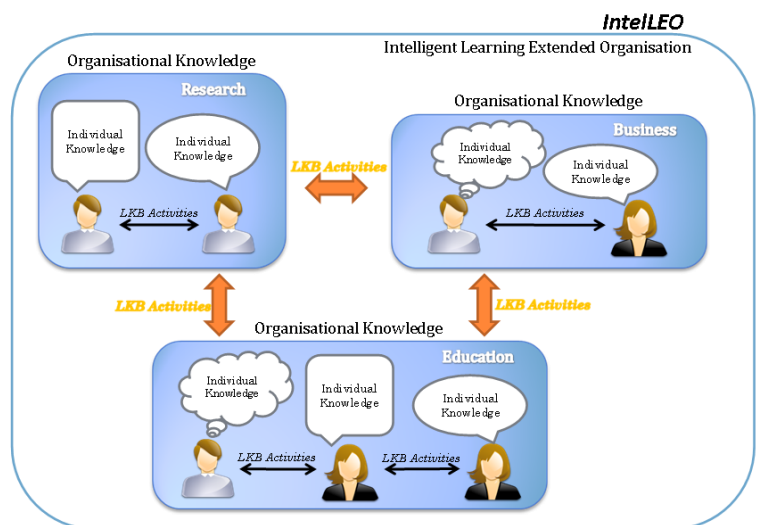 IntelLEO
Intelligent Learning Extended Organisation
Organisational Knowledge
Research
Individual
Knowledge
Individual
Knowledge
LKB Activities
LKB Activities
Organisational Knowledge
Business
Individual
Knowledge
Individual
Knowledge
LKB Activities
LKB Activities
LKB Activities
Organisational Knowledge
Education
Individual
Knowledge
Individual
Knowledge
Individual
Knowledge
LKB Activities
LKB Activities